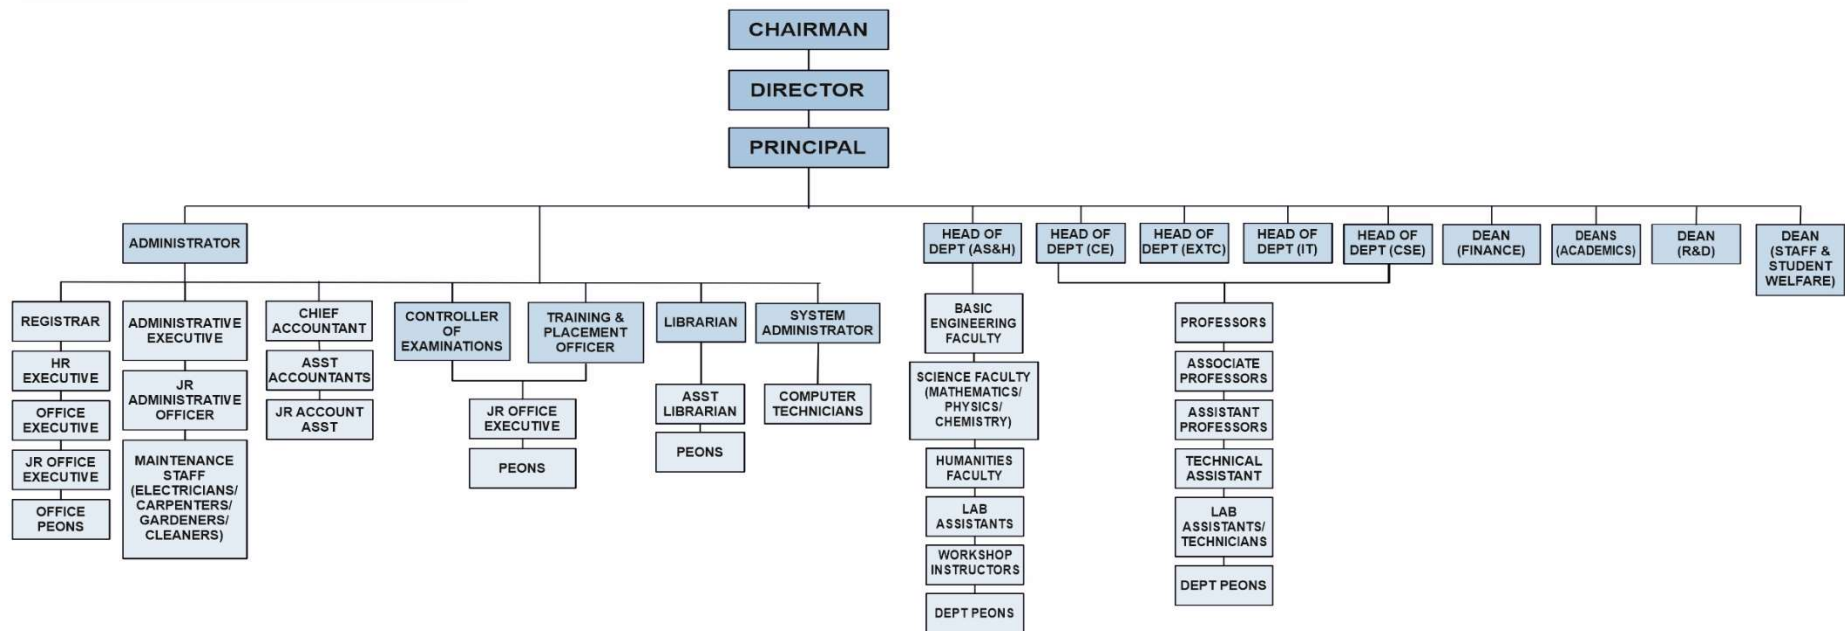 CHAIRMAN
DIRECTOR
PRINCIPAL
ADMINISTRATOR
HEAD OF
DEPT (AS&H)
HEAD OF
DEPT (CE)
HEAD OF
DEPT (EXTC)
HEAD OF
DEPT (IT)
HEAD OF
DEPT (CSE)
DEAN
(FINANCE)
DEANS
(ACADEMICS)
DEAN
(R&D)
DEAN
(STAFF &
STUDENT
WELFARE)
REGISTRAR
HR
EXECUTIVE
OFFICE
EXECUTIVE
JR OFFICE
EXECUTIVE
OFFICE
PEONS
ADMINISTRATIVE
EXECUTIVE
JR
ADMINISTRATIVE
OFFICER
MAINTENANCE
STAFF
(ELECTRICIANS/
CARPENTERS/
GARDENERS/
CLEANERS)
CHIEF
ACCOUNTANT
ASST
ACCOUNTANTS
JR ACCOUNT
ASST
CONTROLLER
OF
EXAMINATIONS
TRAINING &
PLACEMENT
OFFICER
JR OFFICE
EXECUTIVE
PEONS
LIBRARIAN
ASST
LIBRARIAN
PEONS
SYSTEM
ADMINISTRATOR
COMPUTER
TECHNICIANS
BASIC
ENGINEERING
FACULTY
SCIENCE FACULTY
(MATHEMATICS/
PHYSICS/
CHEMISTRY)
HUMANITIES
FACULTY
LAB
ASSISTANTS
WORKSHOP
INSTRUCTORS
DEPT PEONS
PROFESSORS
ASSOCIATE
PROFESSORS
ASSISTANT
PROFESSORS
TECHNICAL
ASSISTANT
LAB
ASSISTANTS/
TECHNICIANS
DEPT PEONS